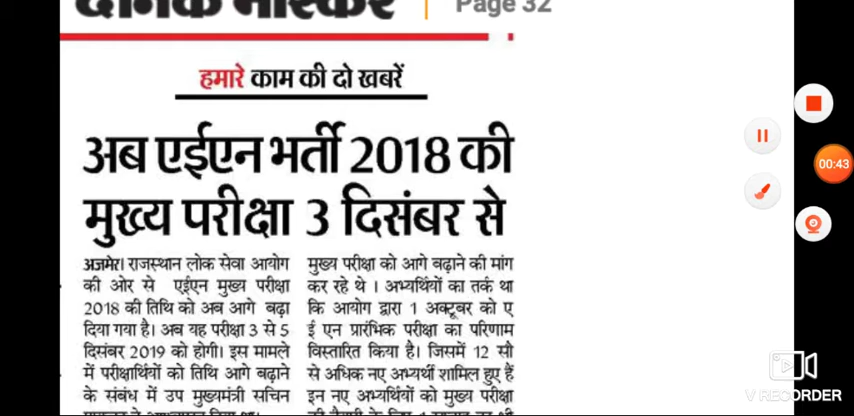 दैनिक भास्कर
Page 32
हमारे काम की दो खबरें
अब एईएन भर्ती 2018 की
मुख्य परीक्षा 3 दिसंबर से
अजमेर। राजस्थान लोक सेवा आयोग
की ओर से एईएन मुख्य परीक्षा
2018 की तिथि को अब आगे बढ़ा
दिया गया है। अब यह परीक्षा 3 से 5
दिसंबर 2019 को होगी। इस मामले
में परीक्षार्थियों को तिथि आगे बढ़ाने
के संबंध में उप मुख्यमंत्री सचिन
मुख्य परीक्षा को आगे बढ़ाने की मांग
कर रहे थे । अभ्यर्थियों का तर्क था
कि आयोग द्वारा 1 अक्टूबर को ए
ई एन प्रारंभिक परीक्षा का परिणाम
विस्तारित किया है। जिसमें 12 सौ
से अधिक नए अभ्यर्थी शामिल हुए हैं
इन नए अभ्यर्थियों को मुख्य परीक्षा
00:43
V RECORDER